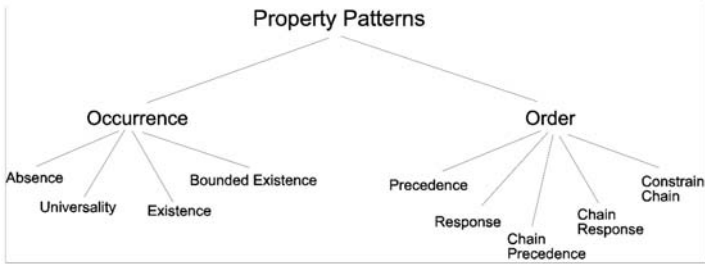 Property Patterns
Occurrence
Order
Absence
Universality
Existence
Bounded Existence
Precedence
Response
Chain
Precedence
Chain
Response
Constrain
Chain